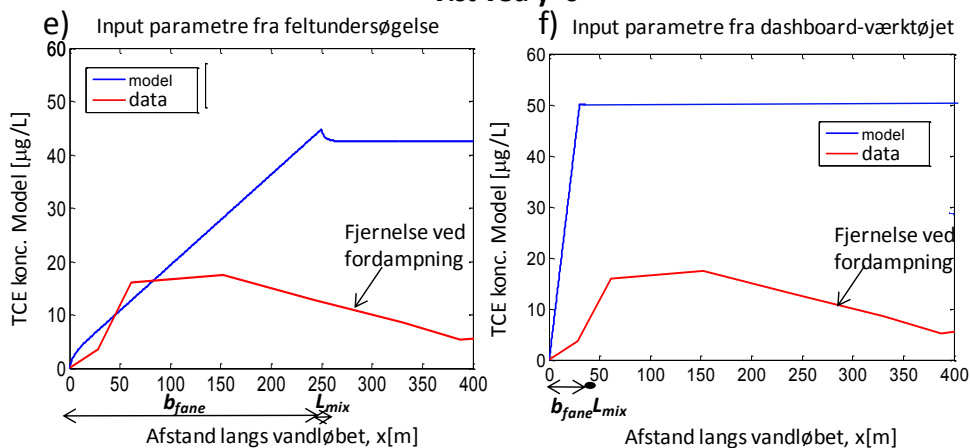 e) Input parametre fra feltundersøgelse
TCE konc. Model [µg/L]
60
50
40
30
20
10
0
model
data
Fjernelse ved
fordampning
0 50 100 150 200 250 300 350 400
b_fane L_mix
Afstand langs vandløbet, x[m]
f) Input parametre fra dashboard-værktøjet
TCE konc. Model [µg/L]
60
50
40
30
20
10
0
model
data
Fjernelse ved
fordampning
0 50 100 150 200 250 300 350 400
b_fane L_mix
Afstand langs vandløbet, x[m]